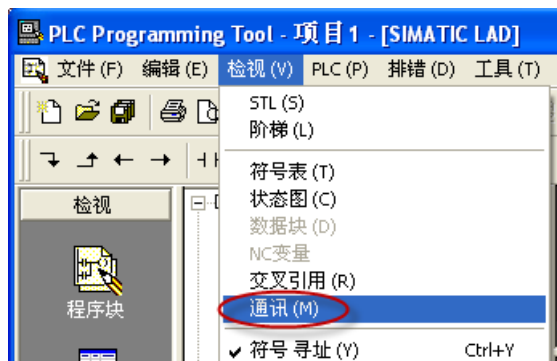 PLC Programming Tool - 项目1 - [SIMATIC LAD]
文件(F) 编辑(E) 检视(V) PLC(P) 排错(D) 工具(T)
STL(S)
阶梯(L)
符号表(T)
状态图(C)
数据块(D)
NC变量
交叉引用(R)
通讯(M)
符号寻址(Y) Ctrl+Y
检视
程序块